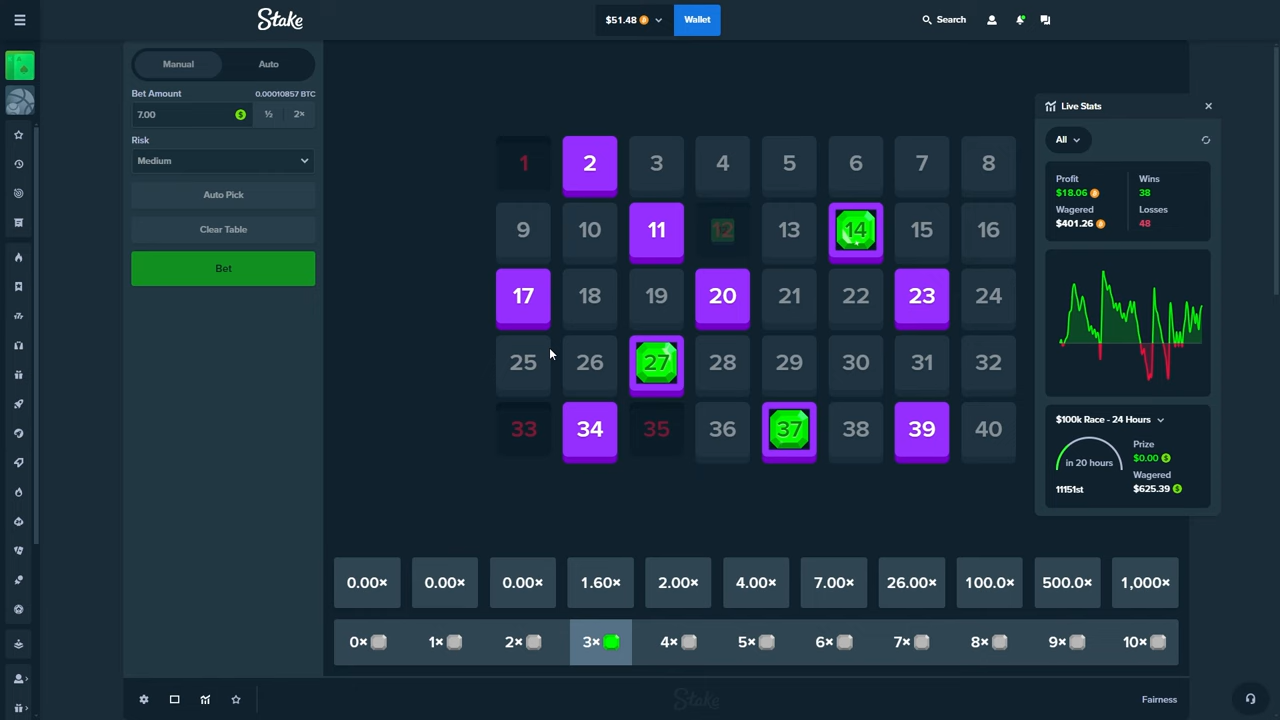 Stake
$51.48
Wallet
Search
Manual Auto
Bet Amount 0.00010857 BTC
7.00 ½ 2×
Risk
Medium
Auto Pick
Clear Table
Bet
1 2 3 4 5 6 7 8
9 10 11 12 13 14 15 16
17 18 19 20 21 22 23 24
25 26 27 28 29 30 31 32
33 34 35 36 37 38 39 40
0.00× 0.00× 0.00× 1.60× 2.00× 4.00× 7.00× 26.00× 100.0× 500.0× 1,000×
0× 1× 2× 3× 4× 5× 6× 7× 8× 9× 10×
Live Stats
All
Profit Wins
$18.06 38
Wagered Losses
$401.26 48
$100k Race - 24 Hours
in 20 hours
11151st
Prize
$0.00
Wagered
$625.39
Stake
Fairness